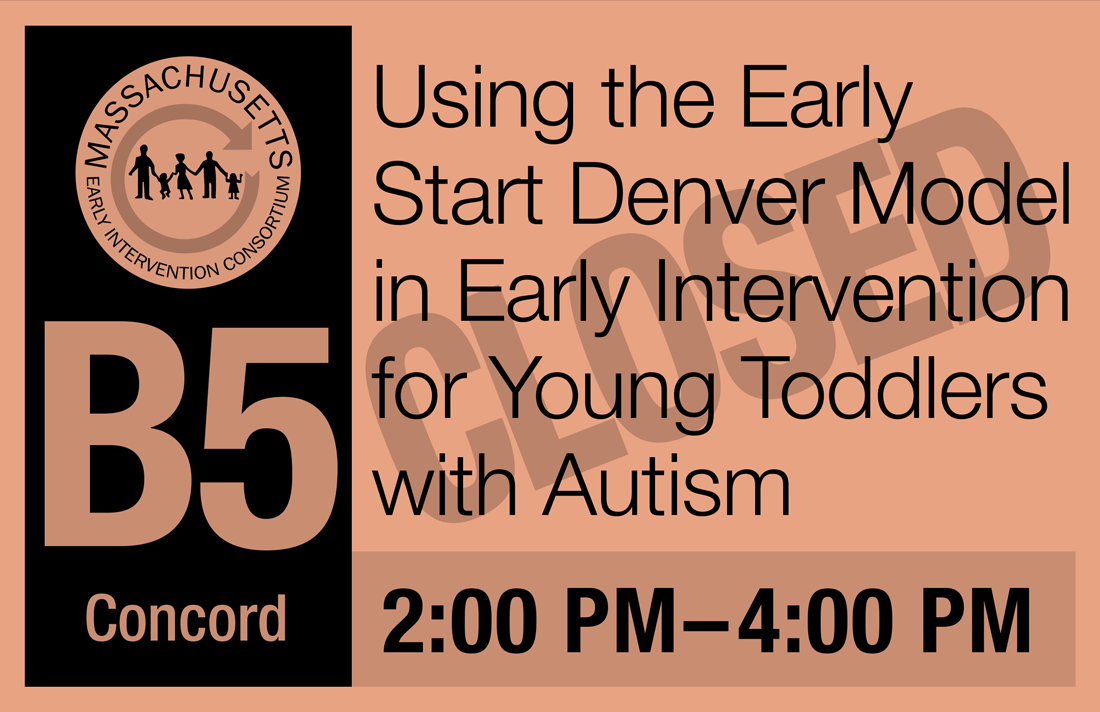 MASSACHUSETTS
EARLY INTERVENTION CONSORTIUM
B5
Concord
Using the Early
Start Denver Model
in Early Intervention
for Young Toddlers
with Autism
CLOSED
2:00 PM–4:00 PM